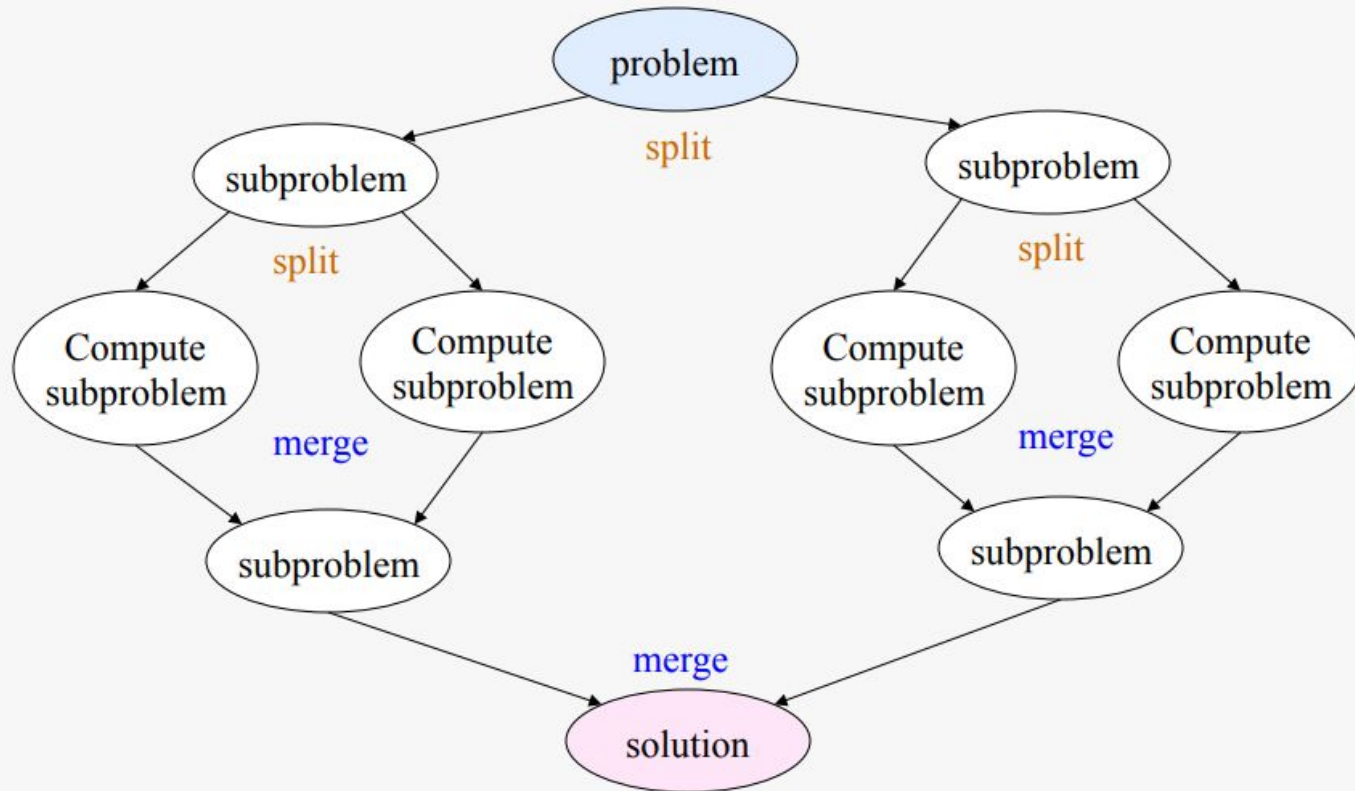 problem
split
subproblem
subproblem
split
split
Compute
subproblem
Compute
subproblem
Compute
subproblem
Compute
subproblem
merge
merge
subproblem
subproblem
merge
solution